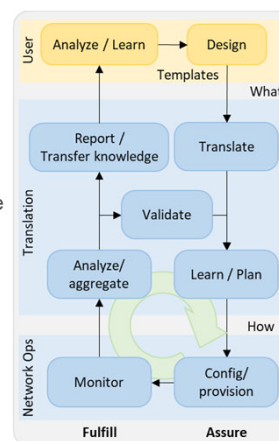 User
Analyze / Learn
Design
Templates
What
Translation
Report /
Transfer knowledge
Translate
Validate
Analyze/
aggregate
Learn / Plan
How
Network Ops
Monitor
Config/
provision
Fulfill
Assure
e